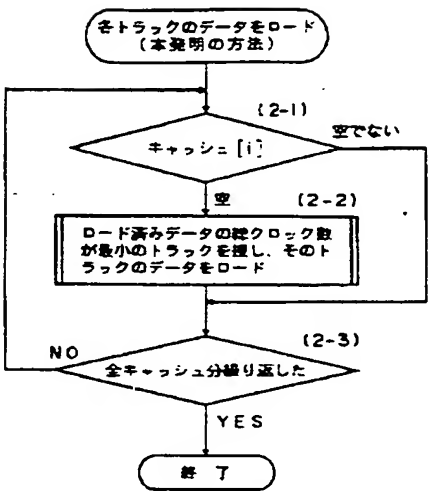 各トラックのデータをロード
(本発明の方法)
(2-1)
キャッシュ[i]
空でない
空
(2-2)
ロード済みデータの総クロック数
が最小のトラックを捜し、そのト
ラックのデータをロード
(2-3)
NO
全キャッシュ分繰り返した
YES
終 了